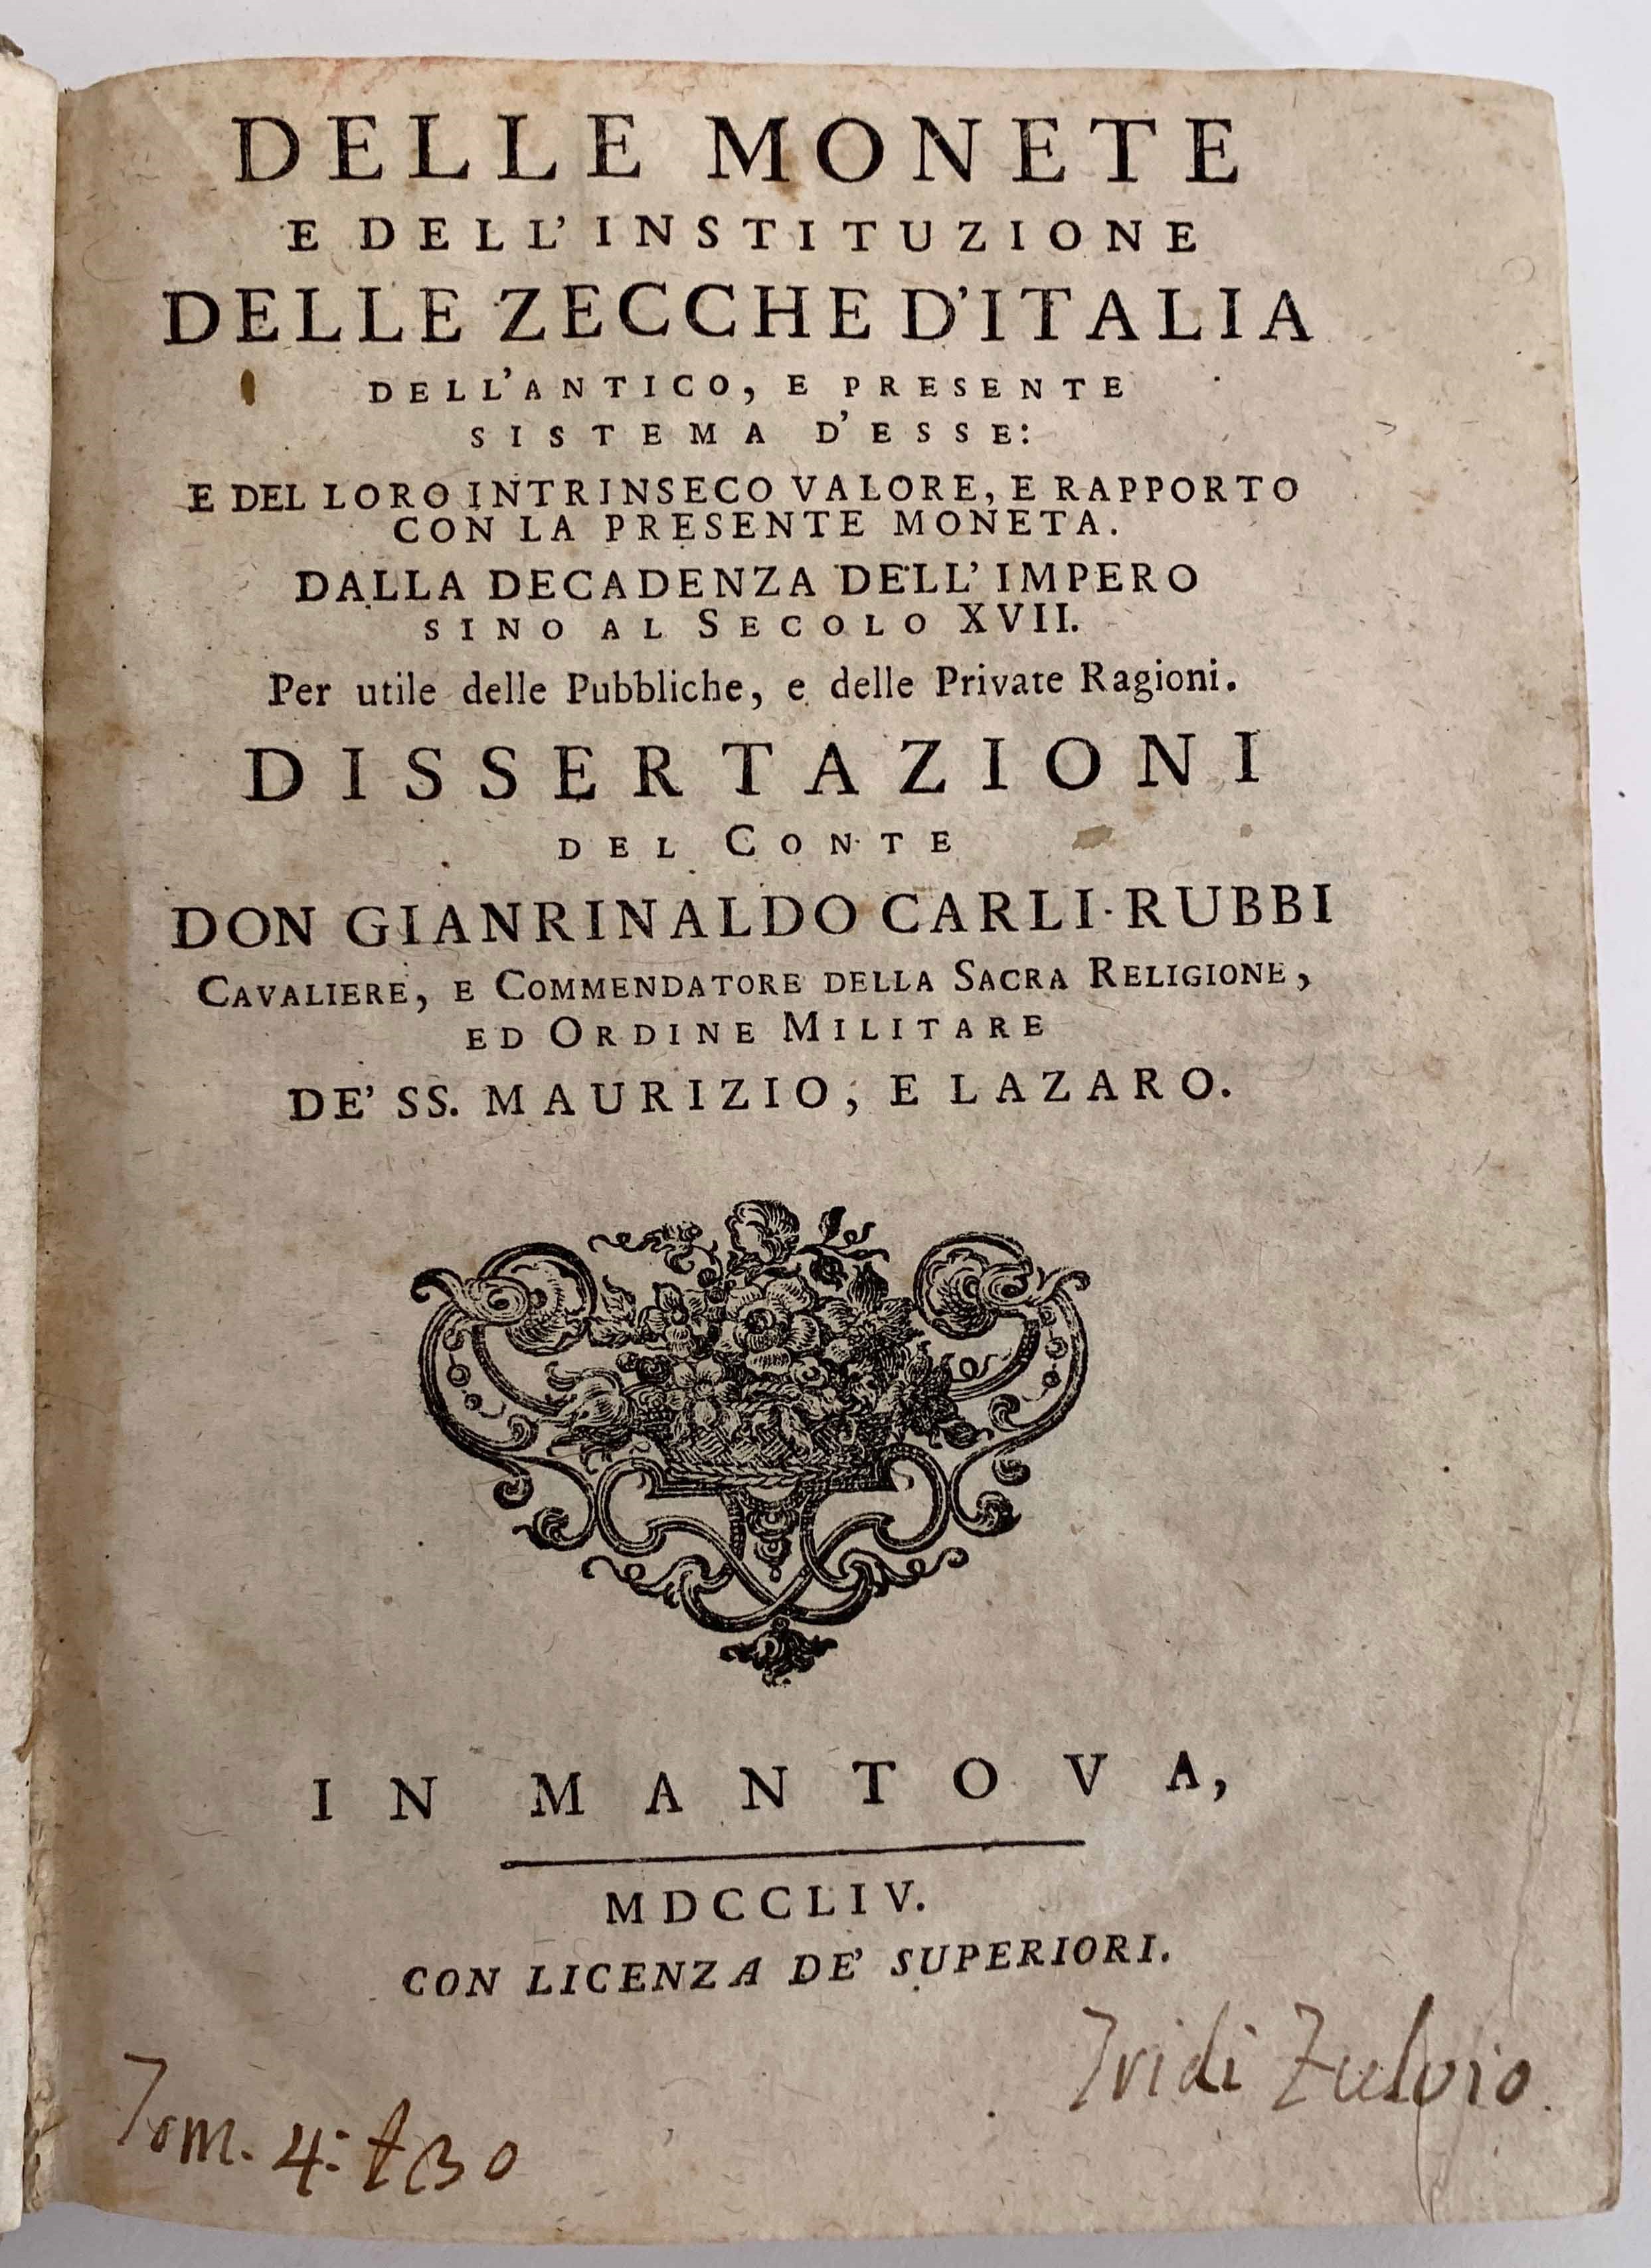 DELLE MONETE
E DELL'INSTITUZIONE
DELLE ZECCHE D'ITALIA
DELL'ANTICO, E PRESENTE
SISTEMA D'ESSE:
E DEL LORO INTRINSECO VALORE, E RAPPORTO
CON LA PRESENTE MONETA.
DALLA DECADENZA DELL'IMPERO
SINO AL SECOLO XVII.
Per utile delle Pubbliche, e delle Private Ragioni.
DISSERTAZIONI
DEL CONTE
DON GIANRINALDO CARLI-RUBBI
CAVALIERE, E COMMENDATORE DELLA SACRA RELIGIONE,
ED ORDINE MILITARE
DE' SS. MAURIZIO, E LAZARO.
IN MANTOVA,
MDCCLIV.
CON LICENZA DE' SUPERIORI.
Tom. 4: